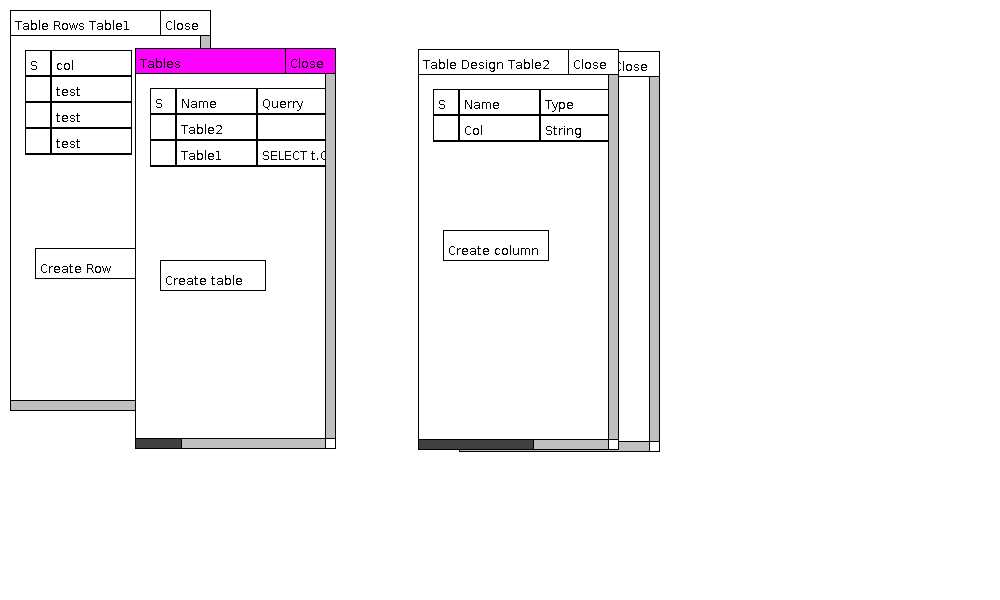 Table Rows Table1 Close
S col
test
test
test
Create Row
Tables Close
S Name Querry
Table2
Table1 SELECT t.
Create table
Table Design Table2 Close
S Name Type
Col String
Create column
Close